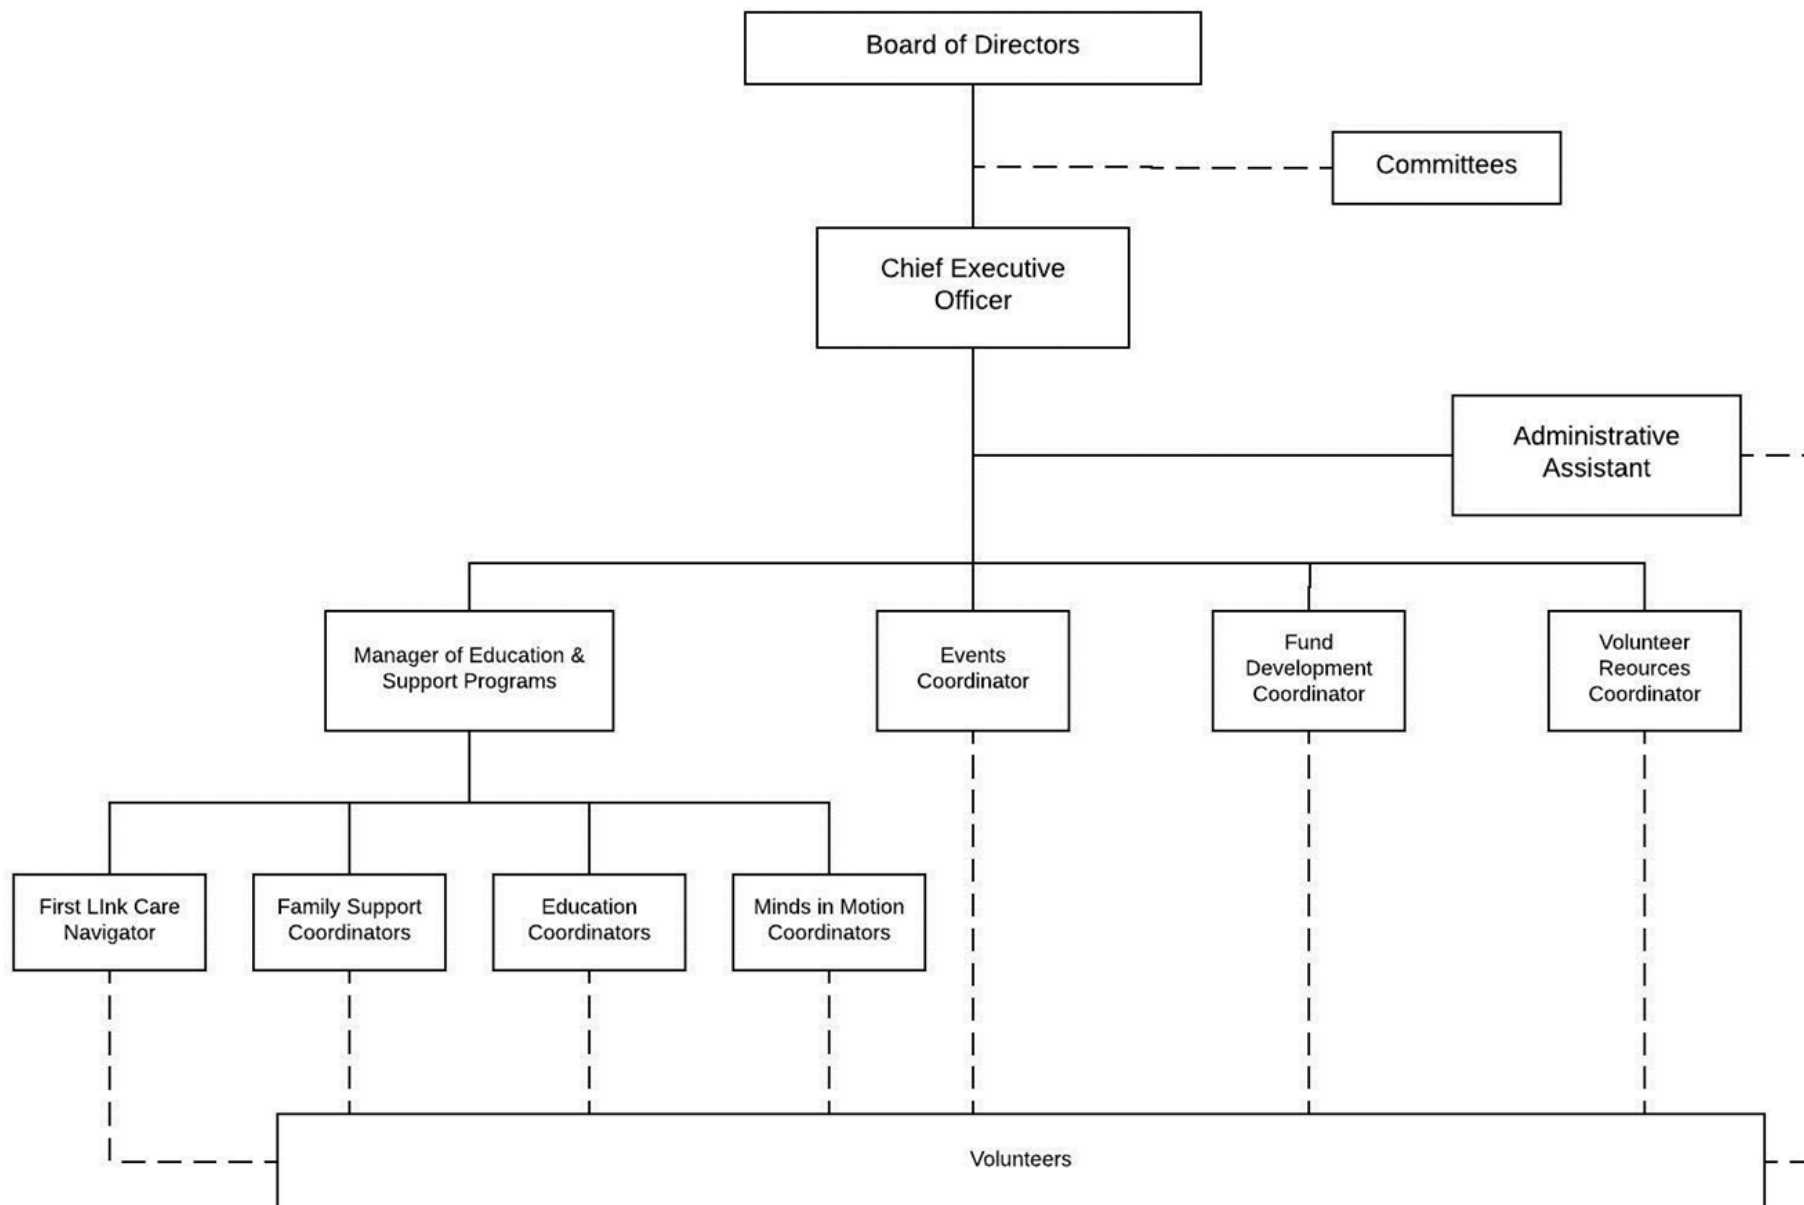 Board of Directors
Committees
Chief Executive
Officer
Administrative
Assistant
Manager of Education &
Support Programs
Events
Coordinator
Fund
Development
Coordinator
Volunteer
Reources
Coordinator
First LInk Care
Navigator
Family Support
Coordinators
Education
Coordinators
Minds in Motion
Coordinators
Volunteers